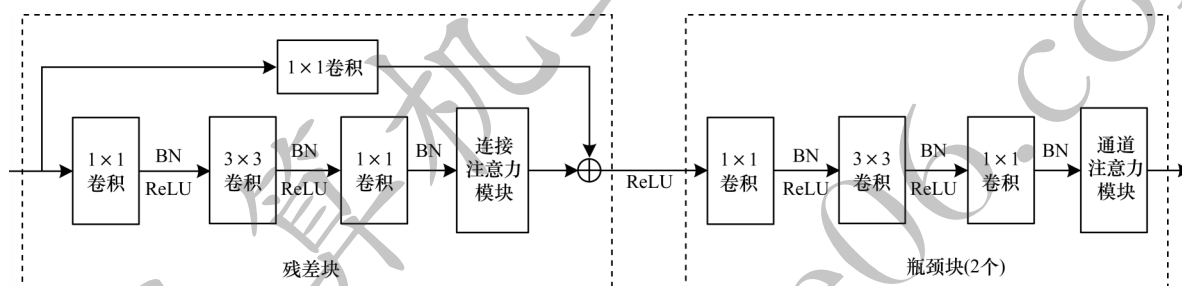 1×1 卷积
1×1
卷积
BN
ReLU
3×3
卷积
BN
ReLU
1×1
卷积
BN
连接
注意力
模块
ReLU
残差块
1×1
卷积
BN
ReLU
3×3
卷积
BN
ReLU
1×1
卷积
BN
通道
注意力
模块
瓶颈块(2个)
算机